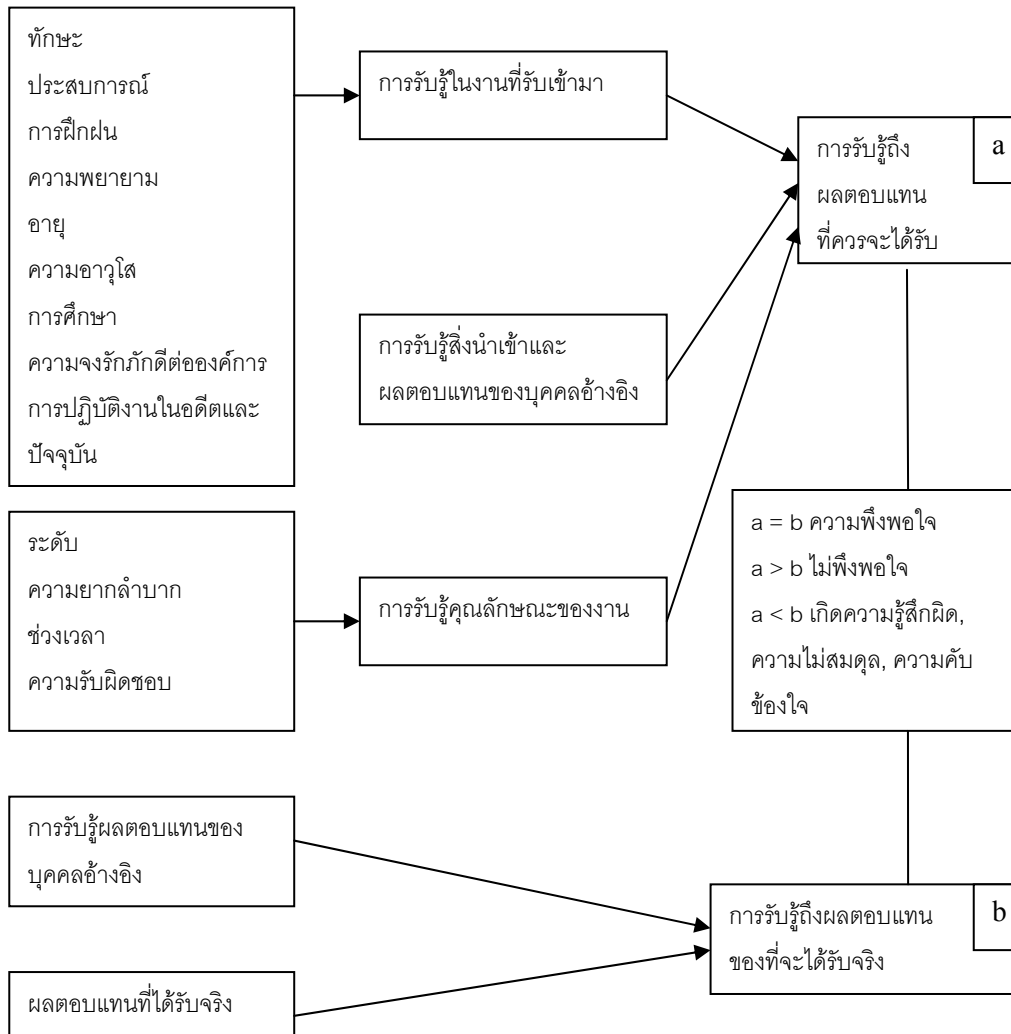 ทักษะ
ประสบการณ์
การฝึกฝน
ความพยายาม
อายุ
ความอาวุโส
การศึกษา
ความจงรักภักดีต่อองค์การ
การปฏิบัติงานในอดีตและ
ปัจจุบัน
การรับรู้ในงานที่รับเข้ามา
การรับรู้ถึง
ผลตอบแทน
ที่ควรจะได้รับ
a
การรับรู้สิ่งนำเข้าและ
ผลตอบแทนของบุคคลอ้างอิง
ระดับ
ความยากลำบาก
ช่วงเวลา
ความรับผิดชอบ
การรับรู้คุณลักษณะของงาน
a = b ความพึงพอใจ
a > b ไม่พึงพอใจ
a < b เกิดความรู้สึกผิด,
ความไม่สมดุล, ความคับ
ข้องใจ
การรับรู้ผลตอบแทนของ
บุคคลอ้างอิง
การรับรู้ถึงผลตอบแทน
ของที่จะได้รับจริง
b
ผลตอบแทนที่ได้รับจริง